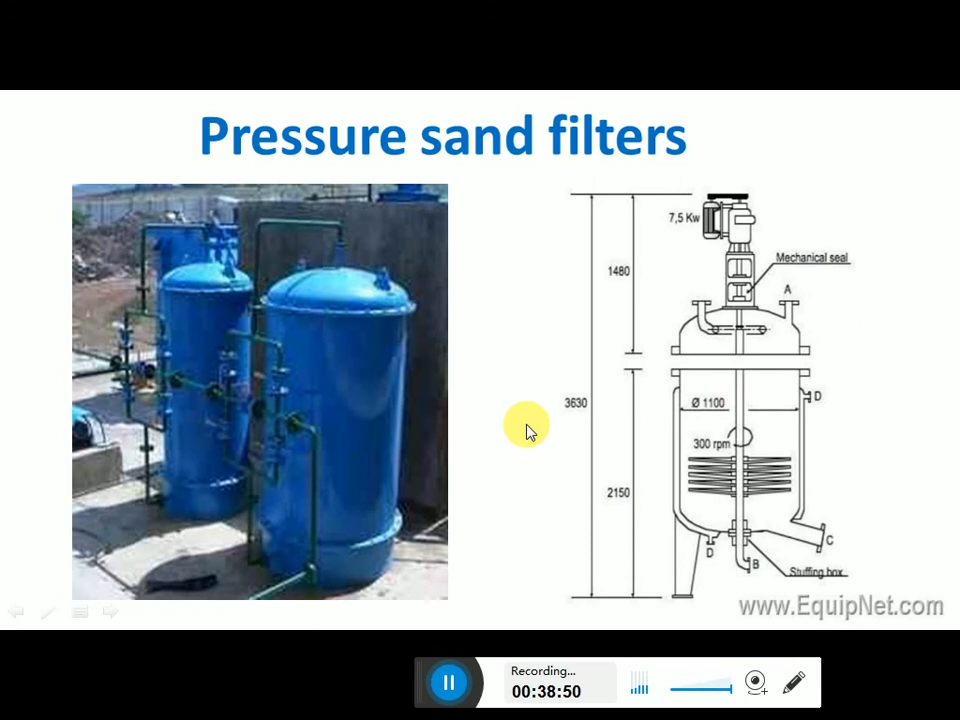 Pressure sand filters
7,5 Kw
Mechanical seal
1480
A
3630
Ø 1100
D
300 rpm
2150
C
D
B
Stuffing box
www.EquipNet.com
Recording...
00:38:50